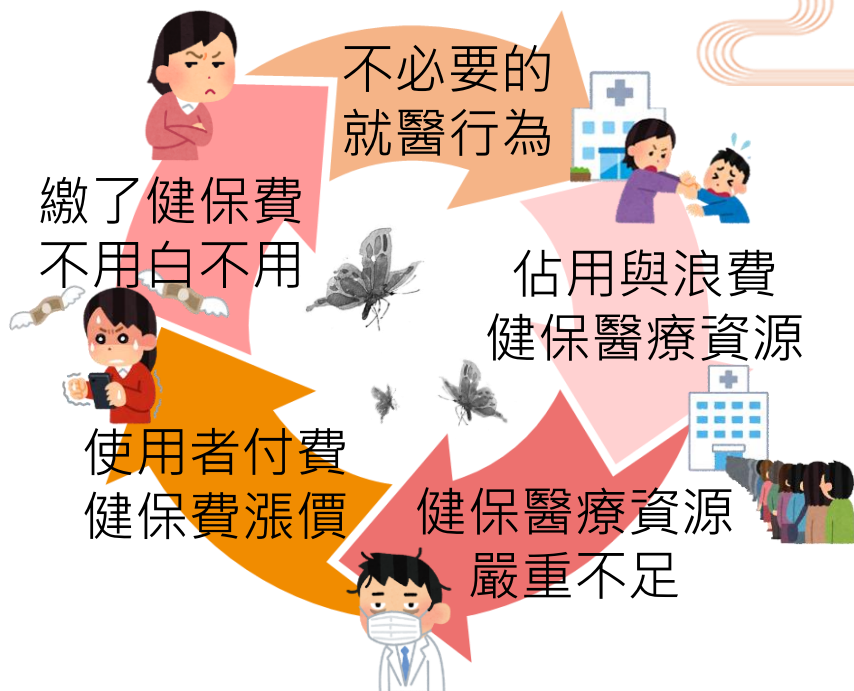 不必要的
就醫行為
佔用與浪費
健保醫療資源
健保醫療資源
嚴重不足
使用者付費
健保費漲價
繳了健保費
不用白不用